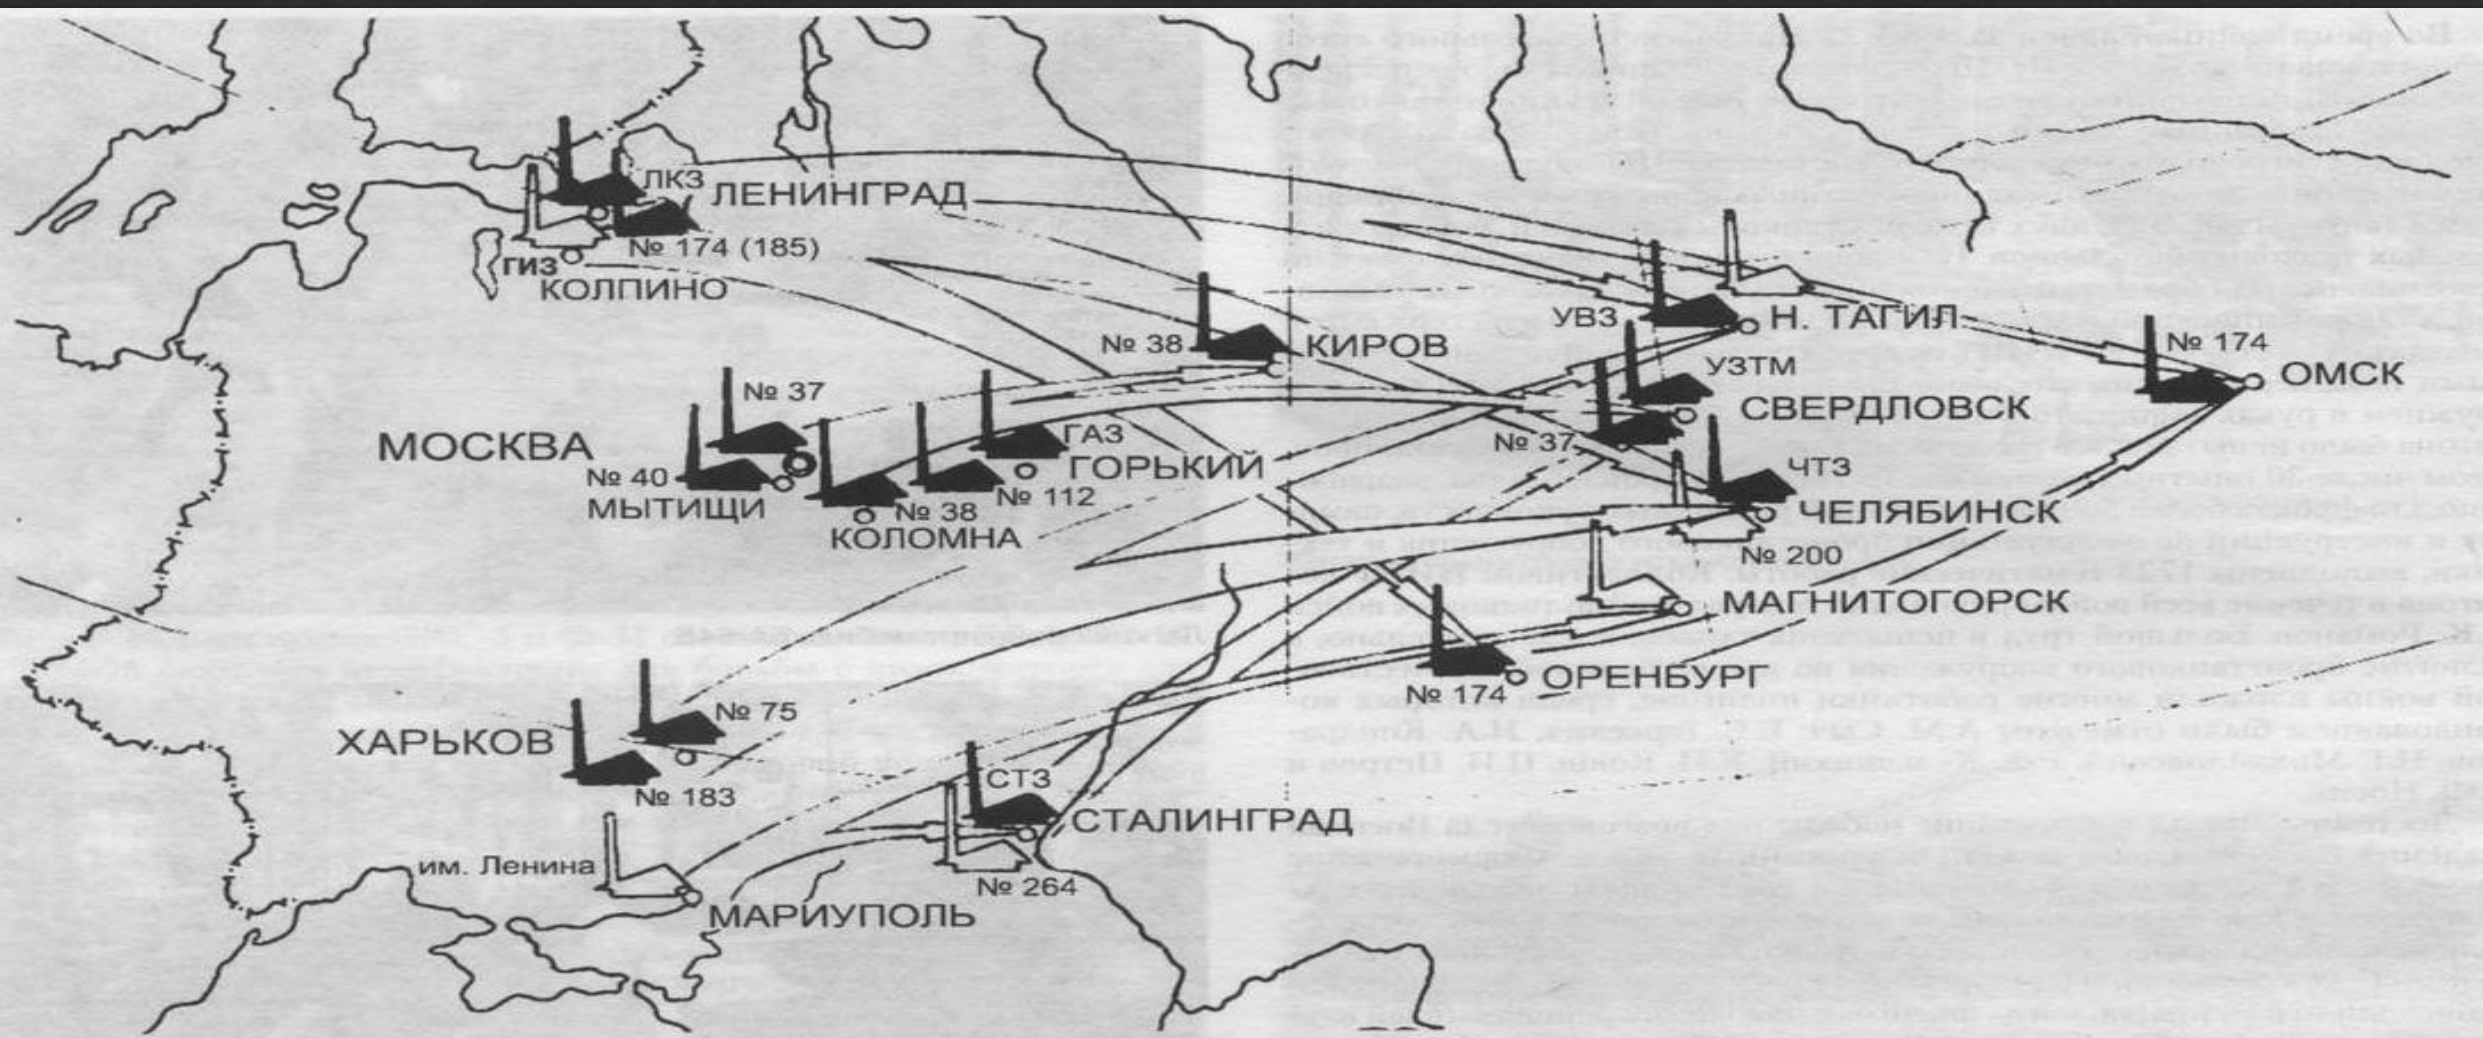 ЛКЗ
ЛЕНИНГРАД
№ 174 (185)
ГИЗ
КОЛПИНО
№ 38
КИРОВ
УВЗ
Н. ТАГИЛ
УЗТМ
СВЕРДЛОВСК
№ 37
№ 174
ОМСК
МОСКВА
№ 37
№ 40
МЫТИЩИ
ГАЗ
ГОРЬКИЙ
№ 112
№ 38
КОЛОМНА
ЧТЗ
ЧЕЛЯБИНСК
№ 200
МАГНИТОГОРСК
№ 174
ОРЕНБУРГ
ХАРЬКОВ
№ 75
№ 183
СТЗ
СТАЛИНГРАД
№ 264
им. Ленина
МАРИУПОЛЬ